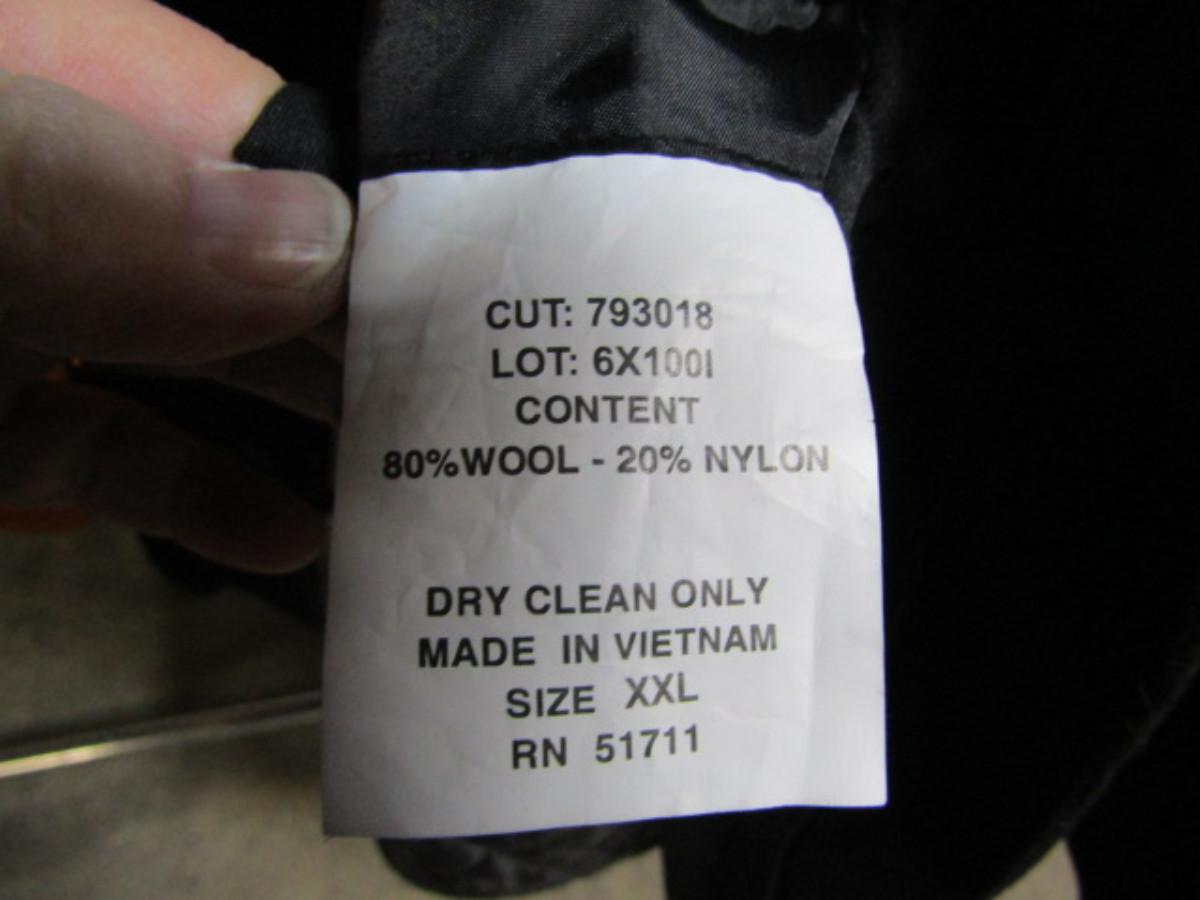 CUT: 793018
LOT: 6X100I
CONTENT
80%WOOL - 20% NYLON
DRY CLEAN ONLY
MADE IN VIETNAM
SIZE XXL
RN 51711